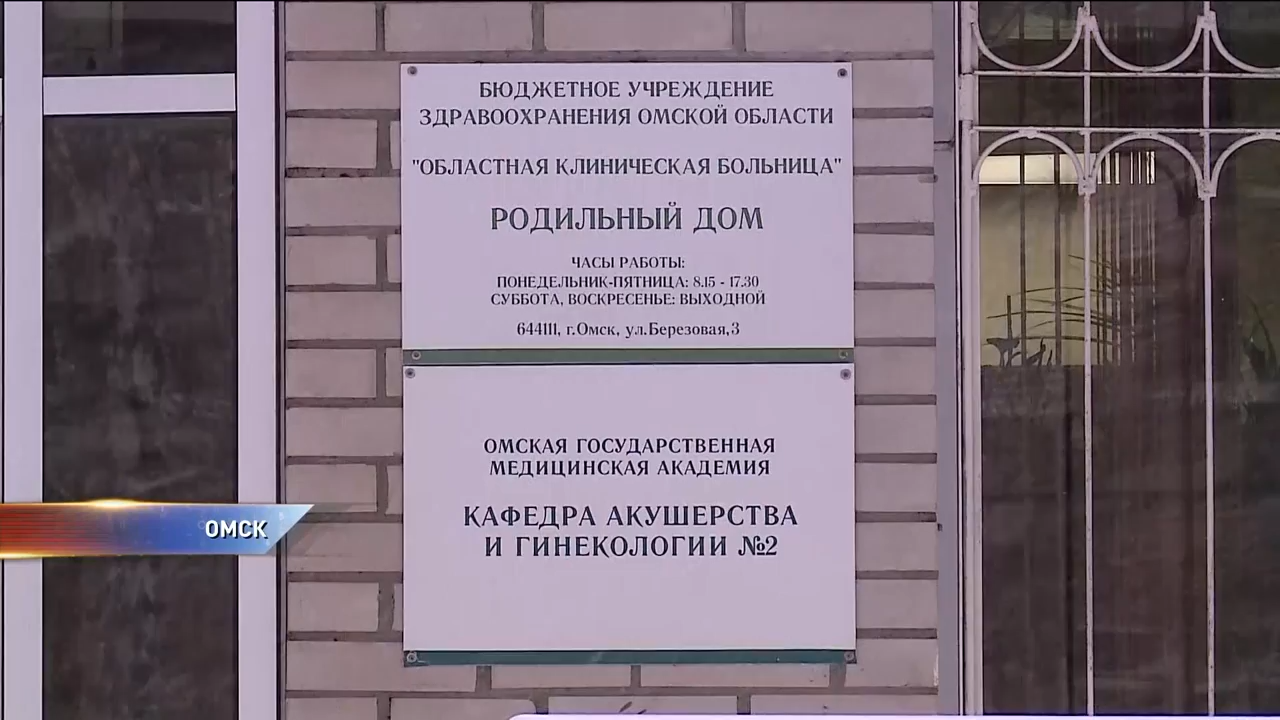 БЮДЖЕТНОЕ УЧРЕЖДЕНИЕ
ЗДРАВООХРАНЕНИЯ ОМСКОЙ ОБЛАСТИ
"ОБЛАСТНАЯ КЛИНИЧЕСКАЯ БОЛЬНИЦА"
РОДИЛЬНЫЙ ДОМ
ЧАСЫ РАБОТЫ:
ПОНЕДЕЛЬНИК-ПЯТНИЦА: 8.15 - 17.30
СУББОТА, ВОСКРЕСЕНЬЕ: ВЫХОДНОЙ
644111, г.Омск, ул.Березовая,3
ОМСКАЯ ГОСУДАРСТВЕННАЯ
МЕДИЦИНСКАЯ АКАДЕМИЯ
КАФЕДРА АКУШЕРСТВА
И ГИНЕКОЛОГИИ №2
ОМСК